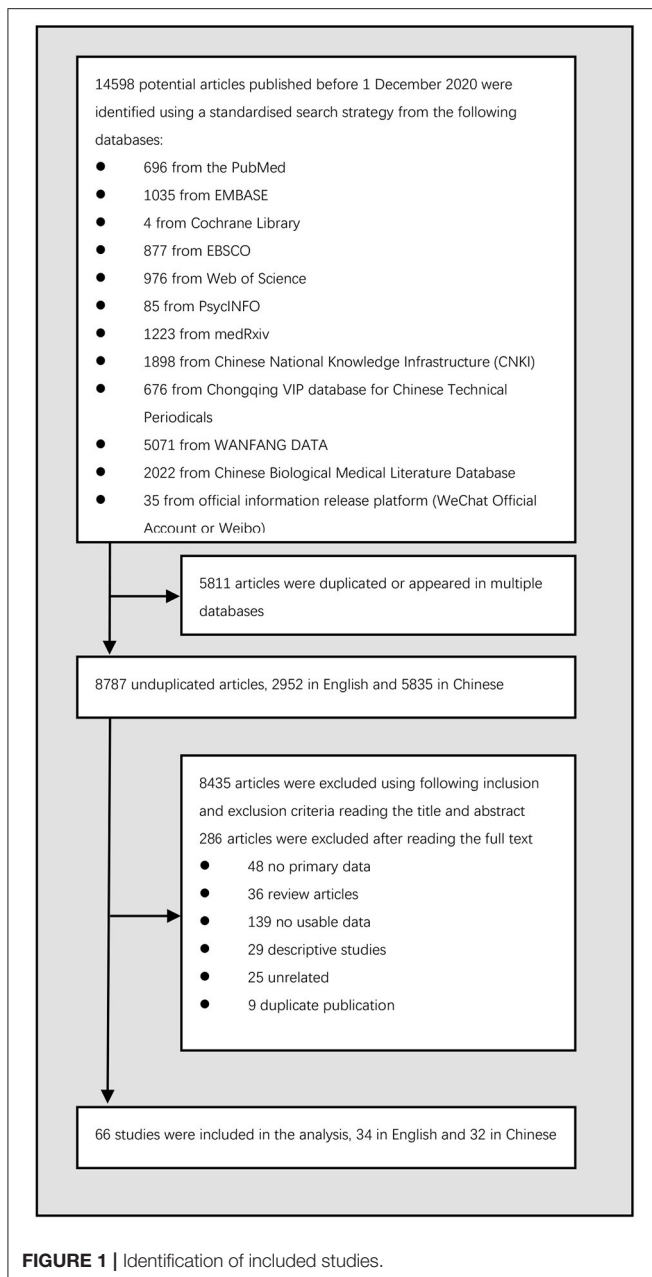 14598 potential articles published before 1 December 2020 were
identified using a standardised search strategy from the following
databases:
● 696 from the PubMed
● 1035 from EMBASE
● 4 from Cochrane Library
● 877 from EBSCO
● 976 from Web of Science
● 85 from PsycINFO
● 1223 from medRxiv
● 1898 from Chinese National Knowledge Infrastructure (CNKI)
● 676 from Chongqing VIP database for Chinese Technical
Periodicals
● 5071 from WANFANG DATA
● 2022 from Chinese Biological Medical Literature Database
● 35 from official information release platform (WeChat Official
Account or Weibo)
5811 articles were duplicated or appeared in multiple
databases
8787 unduplicated articles, 2952 in English and 5835 in Chinese
8435 articles were excluded using following inclusion
and exclusion criteria reading the title and abstract
286 articles were excluded after reading the full text
● 48 no primary data
● 36 review articles
● 139 no usable data
● 29 descriptive studies
● 25 unrelated
● 9 duplicate publication
66 studies were included in the analysis, 34 in English and 32 in Chinese
FIGURE 1 | Identification of included studies.